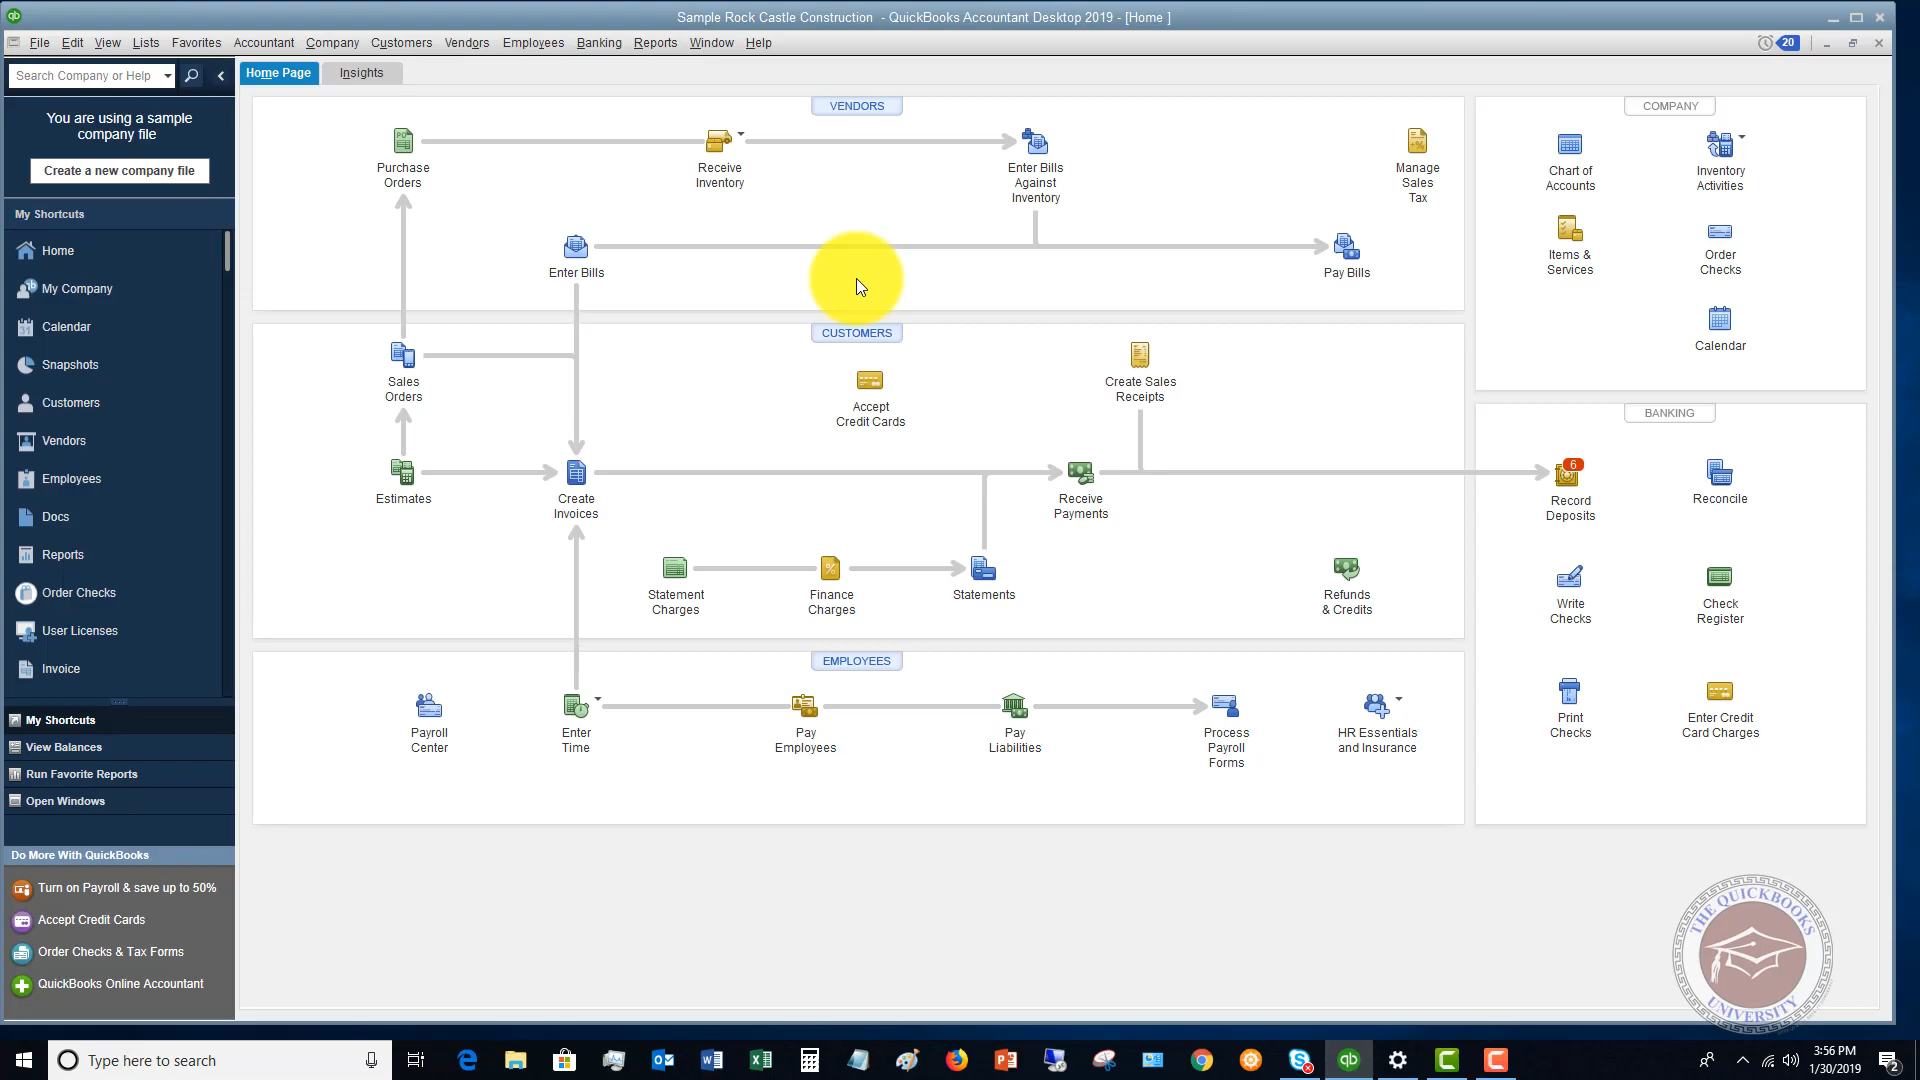 Sample Rock Castle Construction - QuickBooks Accountant Desktop 2019 - [Home ]
File Edit View Lists Favorites Accountant Company Customers Vendors Employees Banking Reports Window Help
20
Search Company or Help
Home Page Insights
You are using a sample
company file
Create a new company file
My Shortcuts
Home
My Company
Calendar
Snapshots
Customers
Vendors
Employees
Docs
Reports
Order Checks
User Licenses
Invoice
My Shortcuts
View Balances
Run Favorite Reports
Open Windows
Do More With QuickBooks
Turn on Payroll & save up to 50%
Accept Credit Cards
Order Checks & Tax Forms
QuickBooks Online Accountant
VENDORS
Purchase
Orders
Receive
Inventory
Enter Bills
Against
Inventory
Manage
Sales
Tax
Enter Bills
Pay Bills
CUSTOMERS
Sales
Orders
Accept
Credit Cards
Create Sales
Receipts
Estimates
Create
Invoices
Receive
Payments
Statement
Charges
Finance
Charges
Statements
Refunds
& Credits
EMPLOYEES
Payroll
Center
Enter
Time
Pay
Employees
Pay
Liabilities
Process
Payroll
Forms
HR Essentials
and Insurance
COMPANY
Chart of
Accounts
Inventory
Activities
Items &
Services
Order
Checks
Calendar
BANKING
6
Record
Deposits
Reconcile
Write
Checks
Check
Register
Print
Checks
Enter Credit
Card Charges
THE QUICKBOOKS
UNIVERSITY
Type here to search
3:56 PM
1/30/2019
2